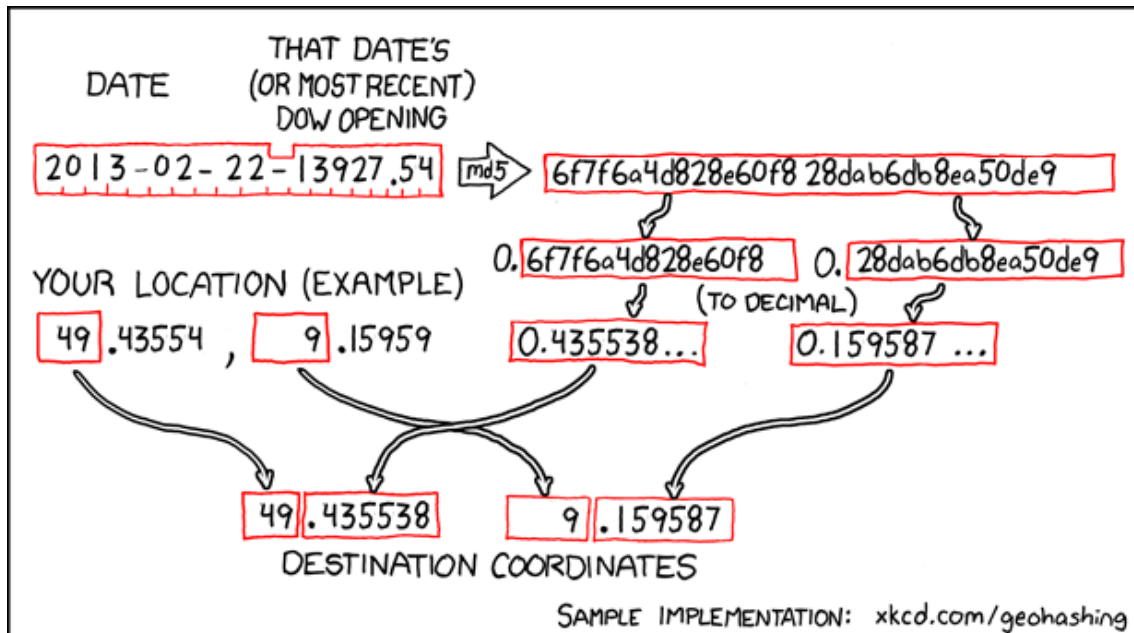 THAT DATE'S
DATE (OR MOST RECENT)
DOW OPENING
2013-02-22-13927.54 md5 6f7f6a4d828e60f8 28dab6db8ea50de9
0.6f7f6a4d828e60f8 0.28dab6db8ea50de9
YOUR LOCATION (EXAMPLE) (TO DECIMAL)
49.43554, 9.15959 0.435538... 0.159587 ...
49.435538 9.159587
DESTINATION COORDINATES
SAMPLE IMPLEMENTATION: xkcd.com/geohashing